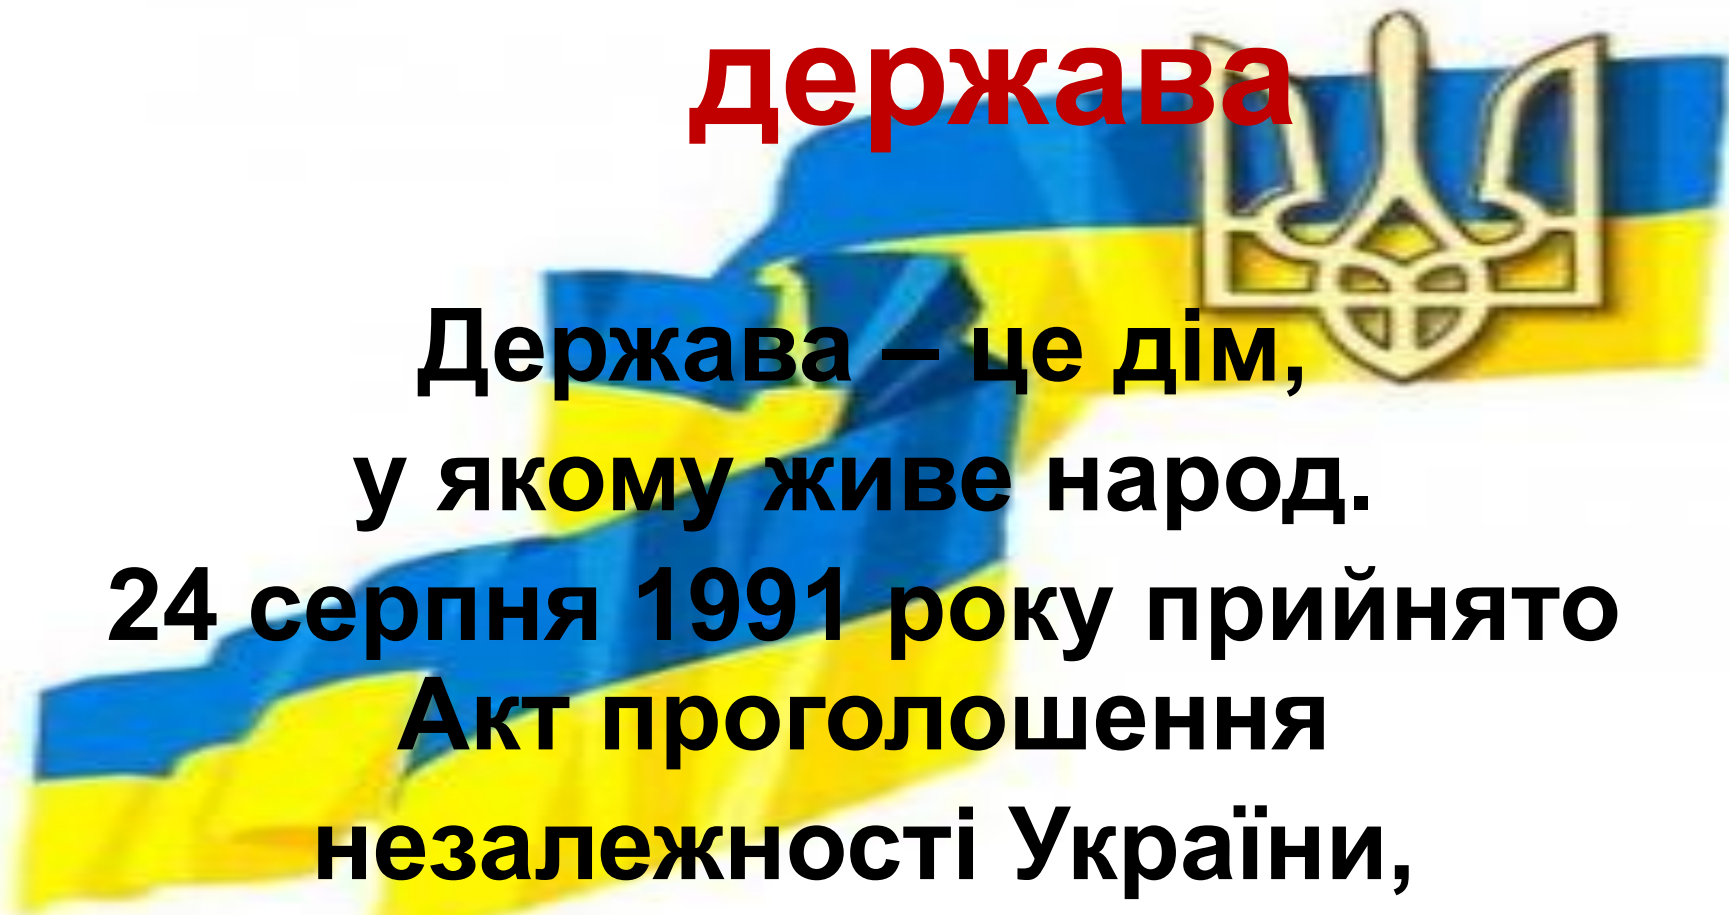 держава
Держава – це дім,
у якому живе народ.
24 серпня 1991 року прийнято
Акт проголошення
незалежності України,